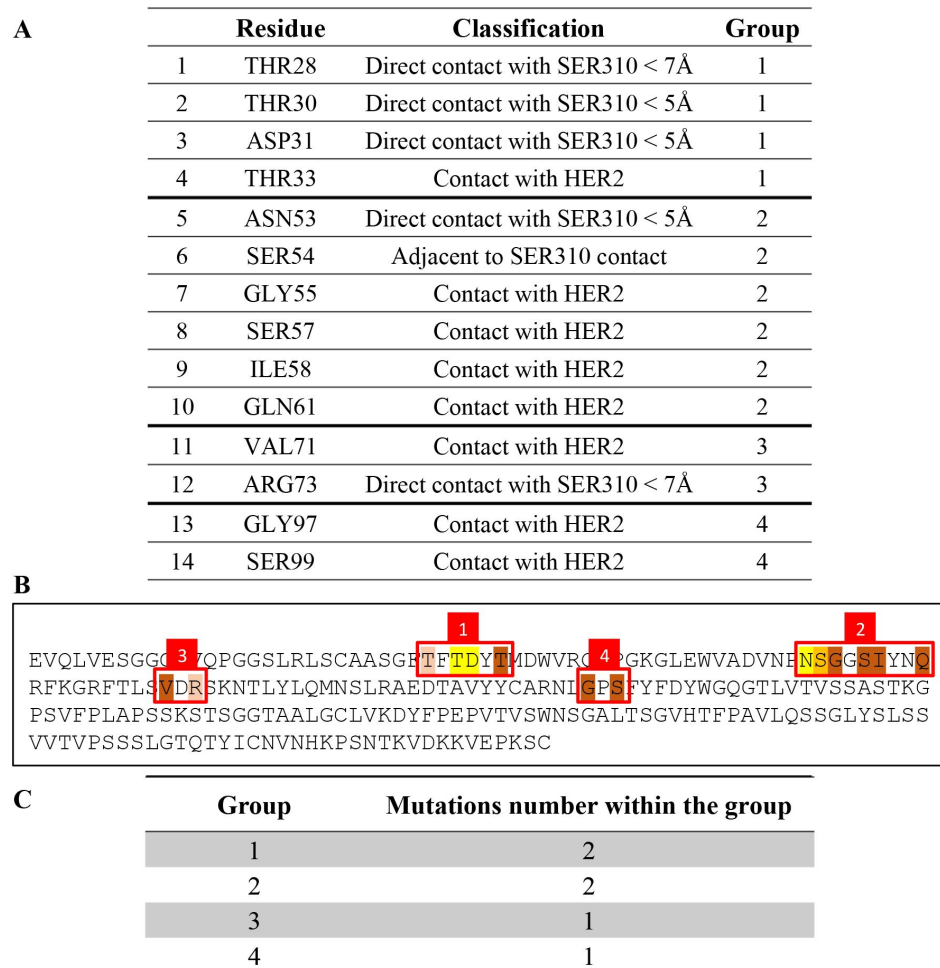 A
Residue Classification Group
1 THR28 Direct contact with SER310 < 7Å 1
2 THR30 Direct contact with SER310 < 5Å 1
3 ASP31 Direct contact with SER310 < 5Å 1
4 THR33 Contact with HER2 1
5 ASN53 Direct contact with SER310 < 5Å 2
6 SER54 Adjacent to SER310 contact 2
7 GLY55 Contact with HER2 2
8 SER57 Contact with HER2 2
9 ILE58 Contact with HER2 2
10 GLN61 Contact with HER2 2
11 VAL71 Contact with HER2 3
12 ARG73 Direct contact with SER310 < 7Å 3
13 GLY97 Contact with HER2 4
14 SER99 Contact with HER2 4
B
3 1 4 2
EVQLVESGG QPGGSLRLSCAASGFTFTDYTMDWVR PGKGLEWVADVNPNSGGSIYNQ
RFKGRFTLSVDRSKNTLYLQMNSLRAEDTAVYYCARNLGPSFYFDYWGQGTLVTVSSASTKG
PSVFPLAPSSKSTSGGTAALGCLVKDYFPEPVTVSWNSGALTSGVHTFPAVLQSSGLYSLSS
VVTVPSSSLGTQTYICNVNHKPSNTKVDKKVEPKSC
C
Group Mutations number within the group
1 2
2 2
3 1
4 1